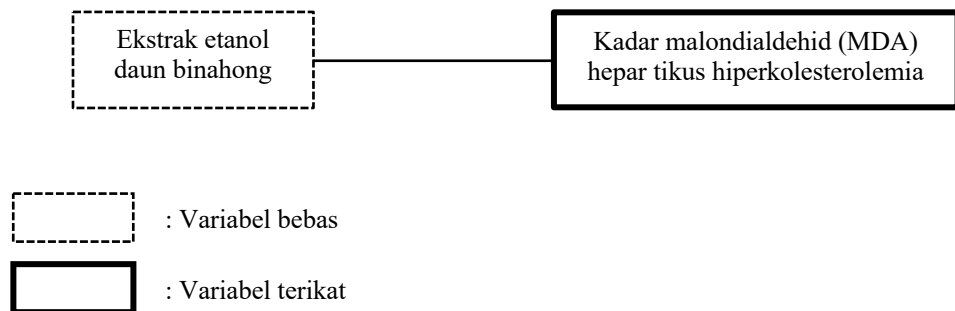 Ekstrak etanol
daun binahong
Kadar malondialdehid (MDA)
hepar tikus hiperkolesterolemia
: Variabel bebas
: Variabel terikat